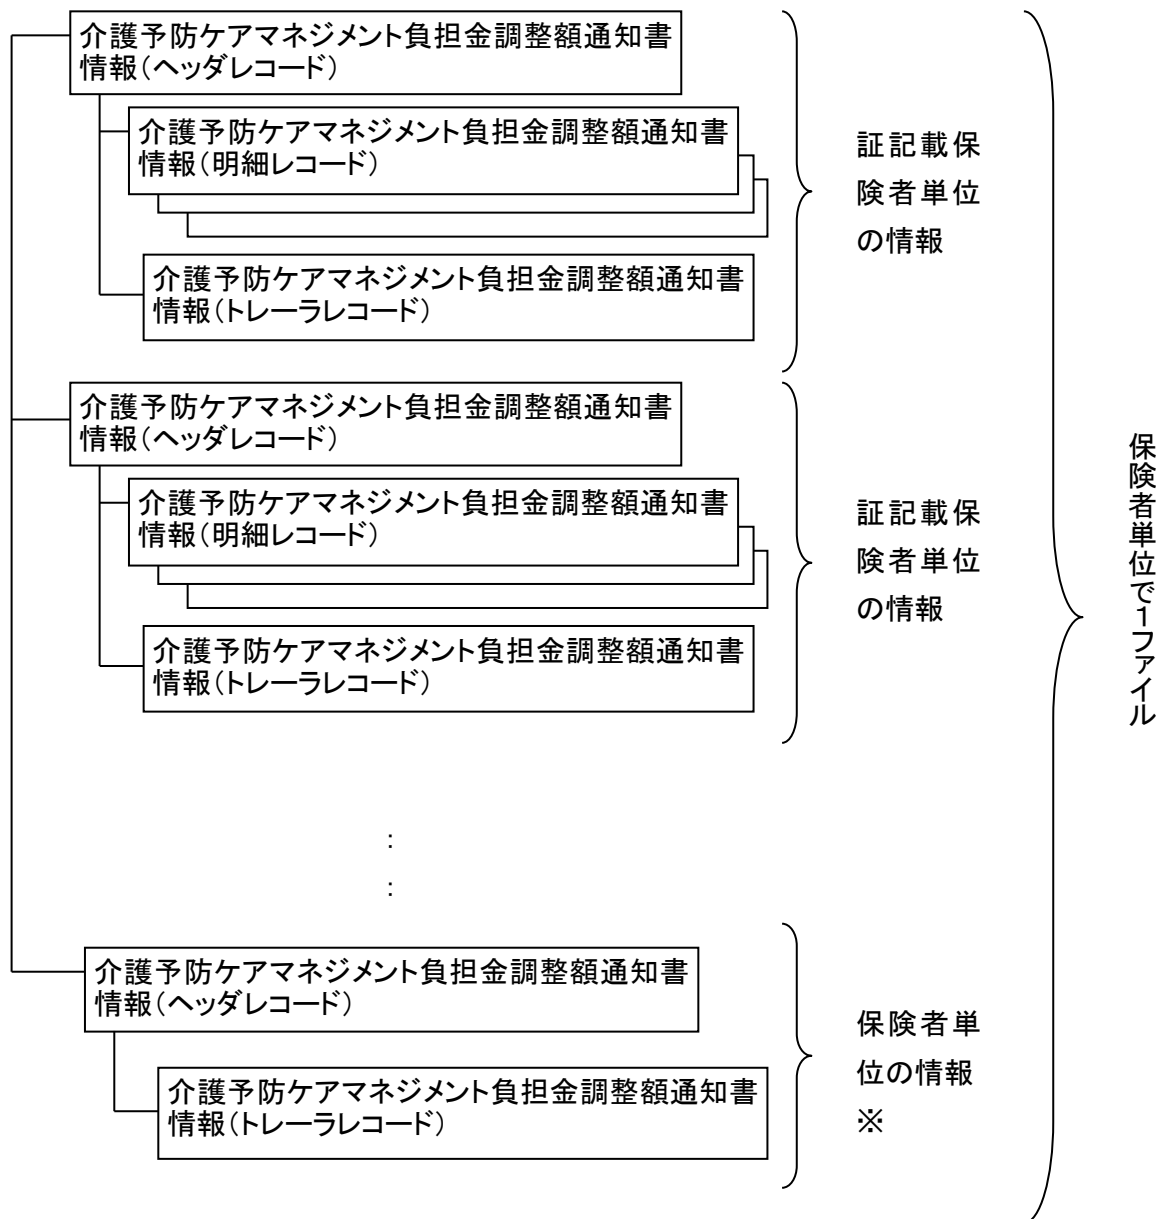 介護予防ケアマネジメント負担金調整額通知書
情報（ヘッダレコード）
介護予防ケアマネジメント負担金調整額通知書
情報（明細レコード）
介護予防ケアマネジメント負担金調整額通知書
情報（トレーラレコード）
証記載保
険者単位
の情報
介護予防ケアマネジメント負担金調整額通知書
情報（ヘッダレコード）
介護予防ケアマネジメント負担金調整額通知書
情報（明細レコード）
介護予防ケアマネジメント負担金調整額通知書
情報（トレーラレコード）
証記載保
険者単位
の情報
：
：
介護予防ケアマネジメント負担金調整額通知書
情報（ヘッダレコード）
介護予防ケアマネジメント負担金調整額通知書
情報（トレーラレコード）
保険者単
位の情報
※
保険者単位で１ファイル